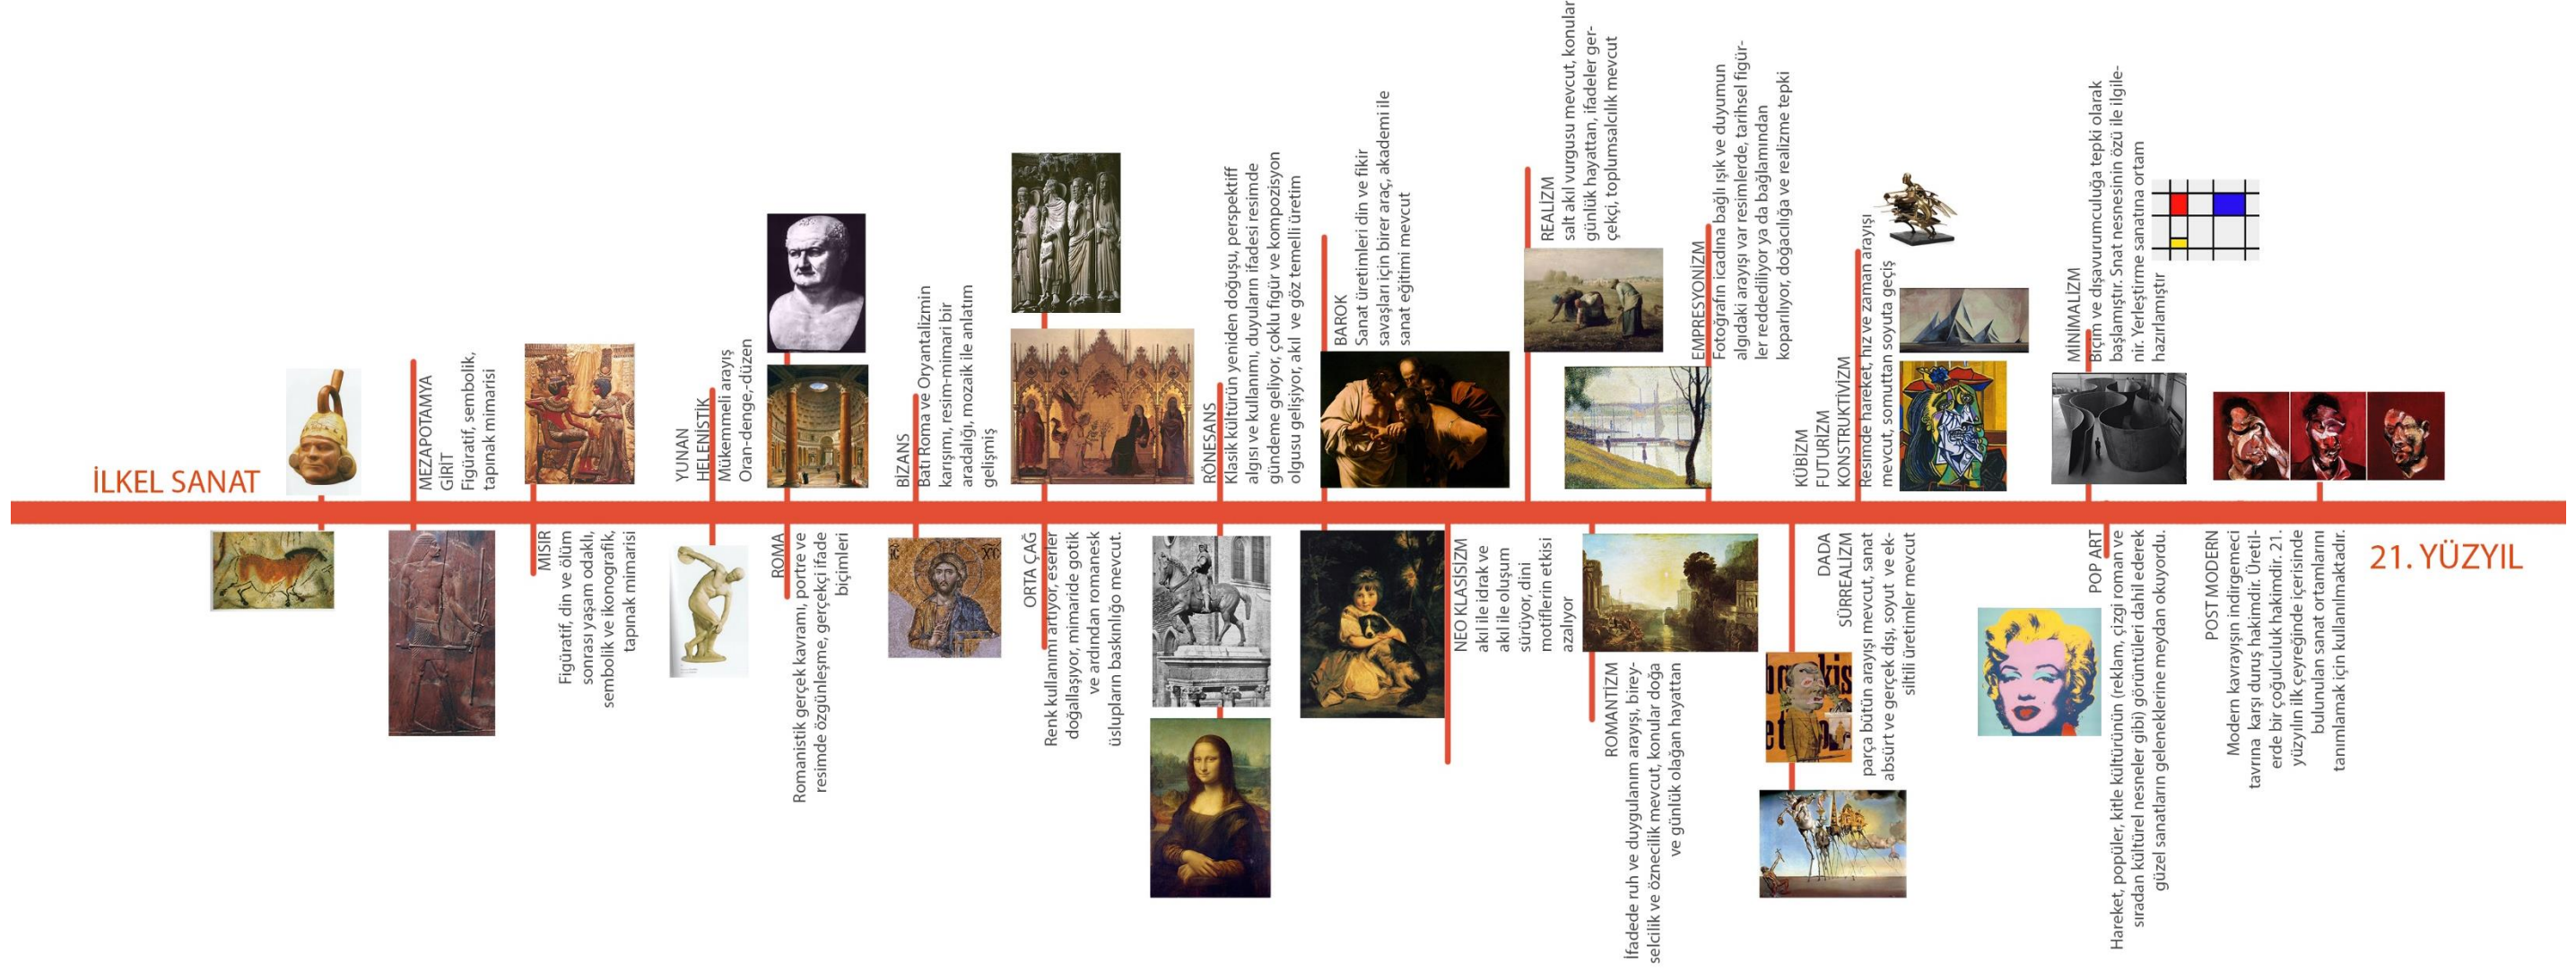 İLKEL SANAT
MEZAPOTAMYA
GİRİT
Figüratif, sembolik,
tapınak mimarisi
MISIR
Figüratif, din ve ölüm
sonrası yaşam odaklı,
sembolik ve ikonografik,
tapınak mimarisi
YUNAN
HELENİSTİK
Mükemmeli arayış
Oran-denge,-düzen
ROMA
Romanistik gerçek kavramı, portre ve
resimde özgünleşme, gerçekçi ifade
biçimleri
BİZANS
Batı Roma ve Oryantalizmin
karışımı, resim-mimari bir
aradalığı, mozaik ile anlatım
gelişmiş
ORTA ÇAĞ
Renk kullanımı artıyor, eserler
doğallaşıyor, mimaride gotik
ve ardından romanesk
üslupların baskınlığo mevcut.
RÖNESANS
Klasik kültürün yeniden doğuşu, perspektiff
algısı ve kullanımı, duyuların ifadesi resimde
gündeme geliyor, çoklu figür ve kompozisyon
olgusu gelişiyor, akıl ve göz temelli üretim
BAROK
Sanat üretimleri din ve fikir
savaşları için birer araç, akademi ile
sanat eğitimi mevcut
NEO KLASISIZM
akıl ile idrak ve
akıl ile oluşum
sürüyor, dini
motiflerin etkisi
azalıyor
REALİZM
salt akıl vurgusu mevcut, konular
günlük hayattan, ifadeler ger-
çekçi, toplumsalcılık mevcut
ROMANTİZM
İfadede ruh ve duygulanım arayışı, birey-
selcilik ve öznecilik mevcut, konular doğa
ve günlük olağan hayattan
EMPRESYONİZM
Fotoğrafın icadına bağlı ışık ve duyumun
algıdaki arayışı var resimlerde, tarihsel figür-
ler reddediliyor ya da bağlamından
koparılıyor, doğacılığa ve realizme tepki
DADA
SÜRREALİZM
parça bütün arayışı mevcut, sanat
absürt ve gerçek dışı, soyut ve ek-
siltili üretimler mevcut
KÜBİZM
FUTURİZM
KONSTRUKTİVİZM
Resimde hareket, hız ve zaman arayışı
mevcut, somuttan soyuta geçiş
MİNİMALİZM
Biçin ve dışavurumculuğa tepki olarak
başlamıştır. Snat nesnesinin özü ile ilgile-
nir. Yerleştirme sanatına ortam
hazırlamıştır
POP ART
Hareket, popüler, kitle kültürünün (reklam, çizgi roman ve
sıradan kültürel nesneler gibi) görüntüleri dahil ederek
güzel sanatların geleneklerine meydan okuyordu.
POST MODERN
Modern kavrayışın indirgemeci
tavrına karşı duruş hakimdir. Üretil-
erde bir çoğulculuk hakimdir. 21.
yüzyılın ilk çeyreğinde içerisinde
bulunulan sanat ortamlarını
tanımlamak için kullanılmaktadır.
21. YÜZYIL